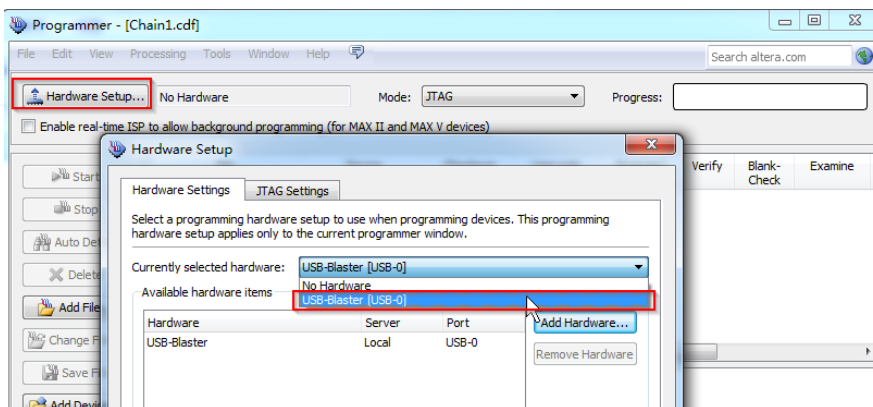 Programmer - [Chain1.cdf]
File Edit View Processing Tools Window Help
Search altera.com
Hardware Setup... No Hardware Mode: JTAG Progress:
Enable real-time ISP to allow background programming (for MAX II and MAX V devices)
Hardware Setup
Verify Blank-Check Examine
Start
Stop
Auto De
Delete
Add File
Change F
Save Fi
Add Devi
Hardware Settings JTAG Settings
Select a programming hardware setup to use when programming devices. This programming
hardware setup applies only to the current programmer window.
Currently selected hardware: USB-Blaster [USB-0]
No Hardware
USB-Blaster [USB-0]
Available hardware items
Hardware Server Port
USB-Blaster Local USB-0
Add Hardware...
Remove Hardware